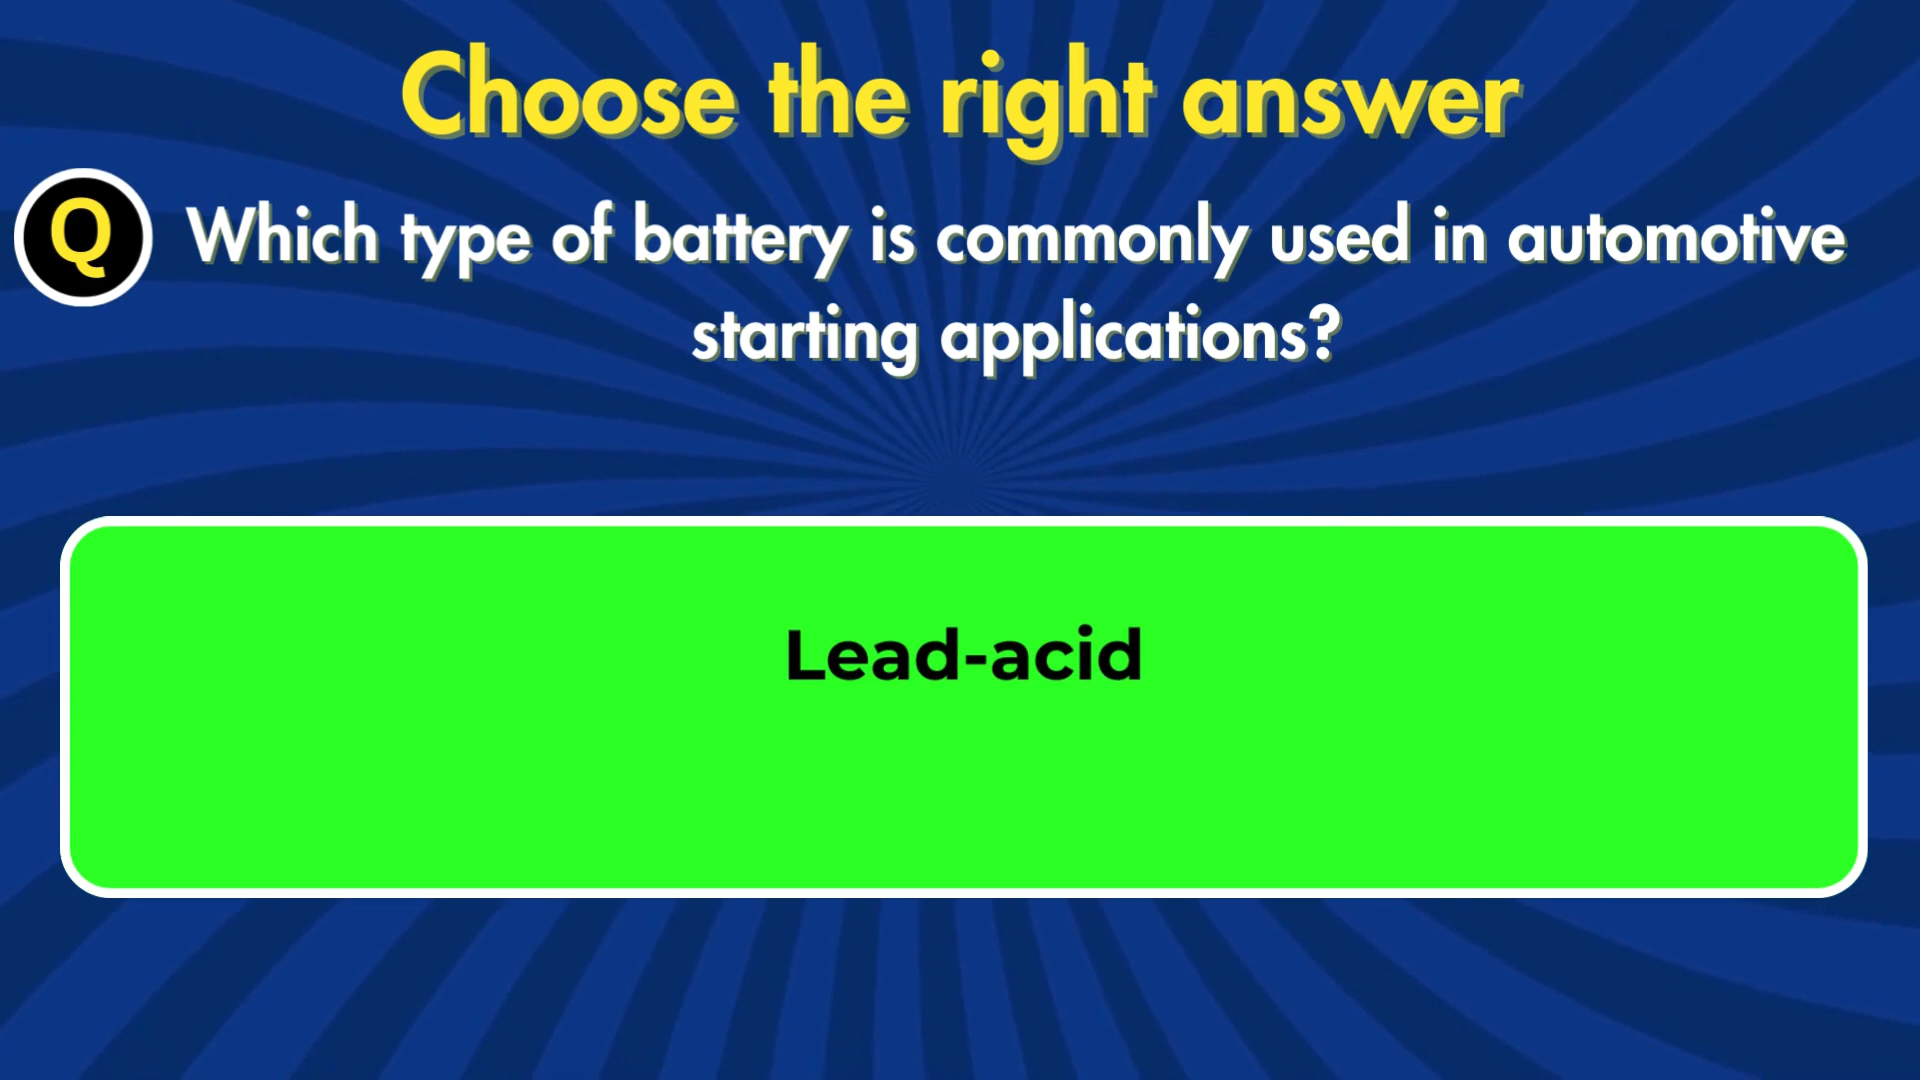 Choose the right answer
Q
Which type of battery is commonly used in automotive
starting applications?
Lead-acid